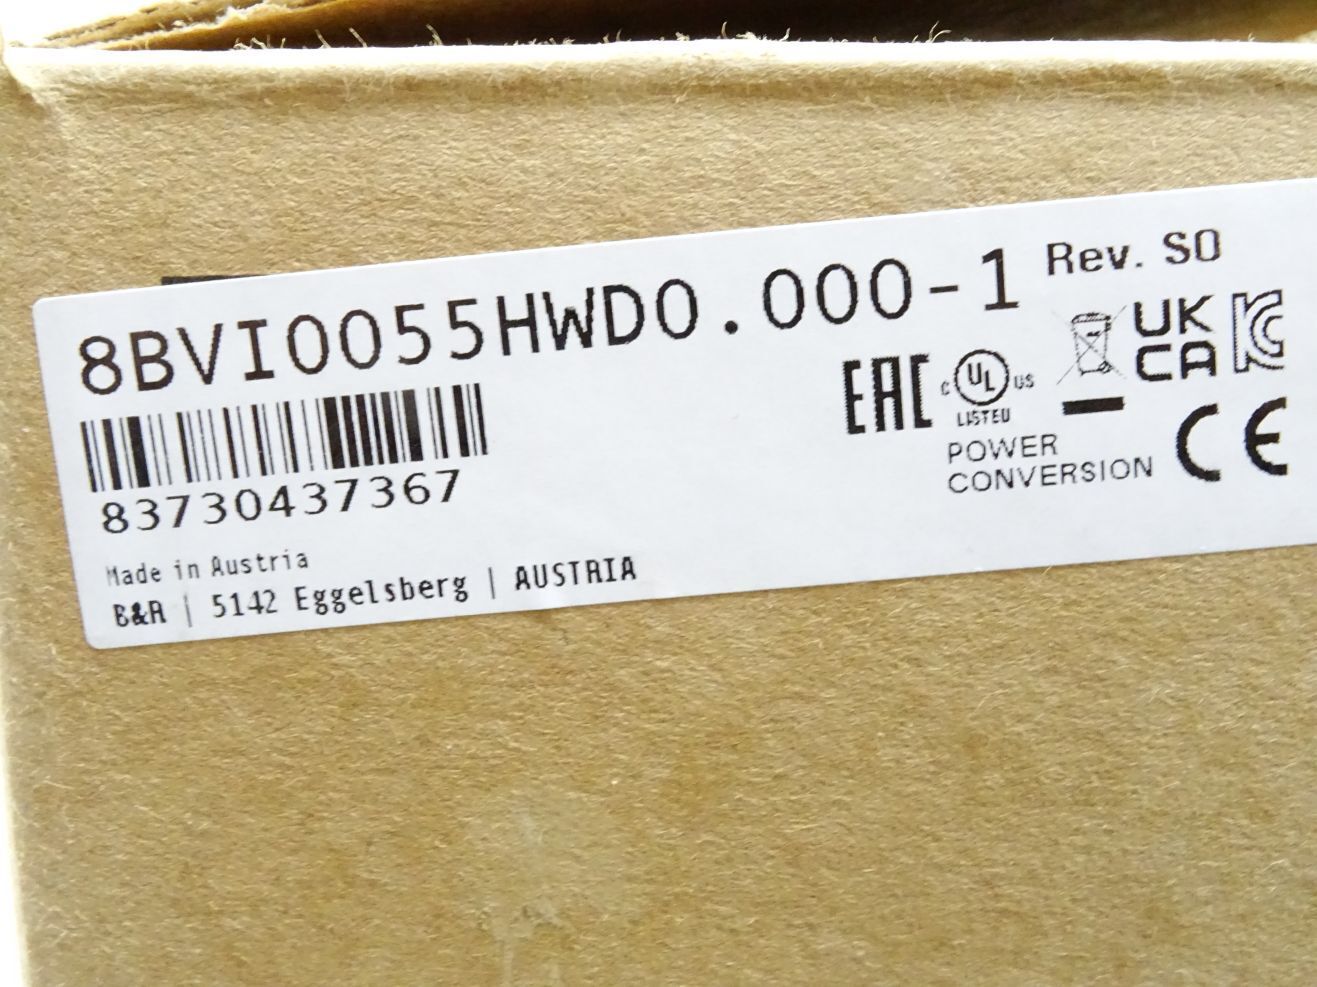 8BVI0055HWD0.000-1 Rev. S0
83730437367
Made in Austria
B&R | 5142 Eggelsberg | AUSTRIA
EAC
C UL US
LISTED
POWER
CONVERSION
UK
CA
KC
CE